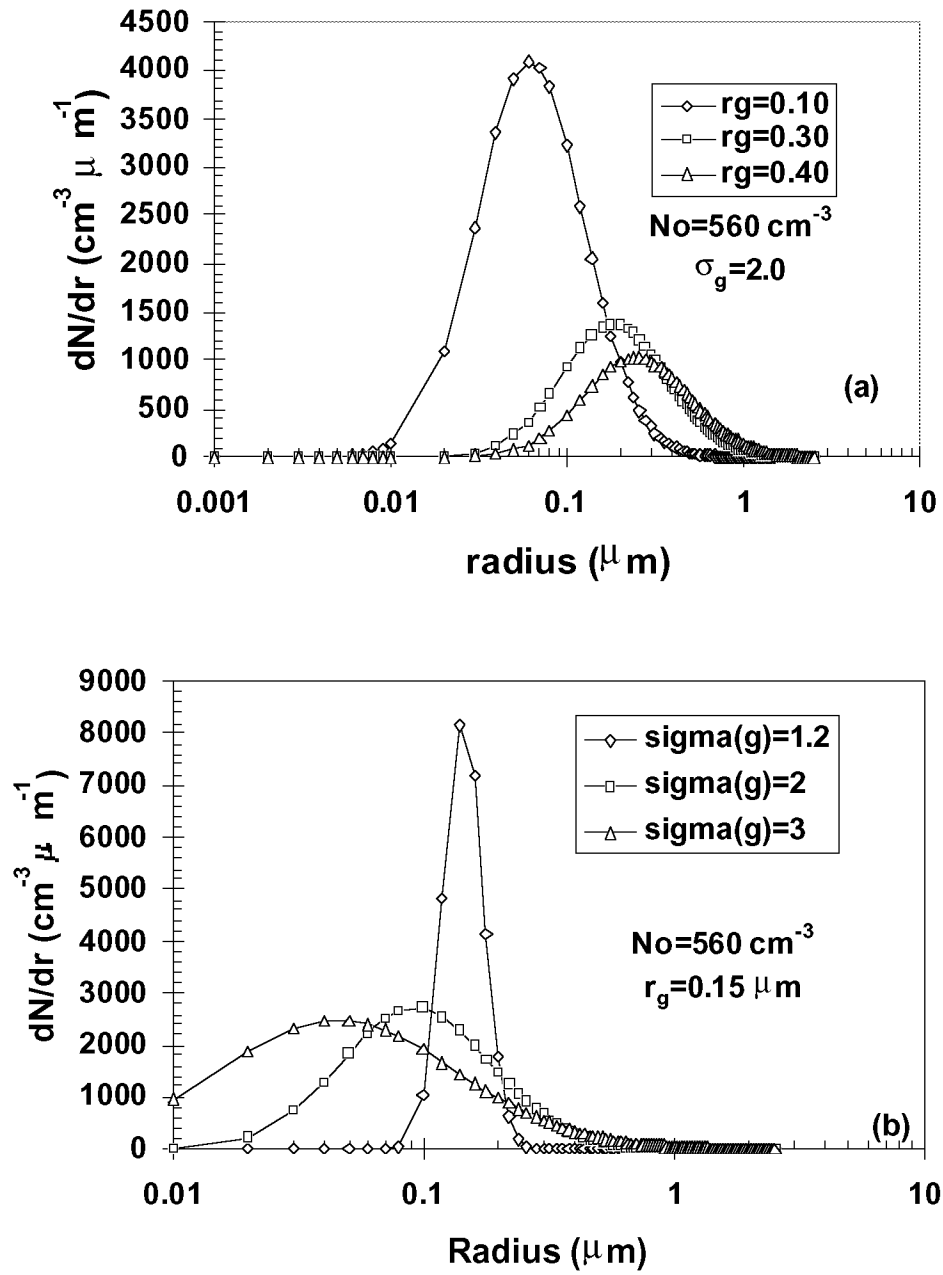 4500
4000
3500
3000
2500
2000
1500
1000
500
0
dN/dr (cm⁻³ μ m⁻¹)
rg=0.10
rg=0.30
rg=0.40
No=560 cm⁻³
σg=2.0
(a)
0.001 0.01 0.1 1 10
radius (μm)
9000
8000
7000
6000
5000
4000
3000
2000
1000
0
dN/dr (cm⁻³ μ m⁻¹)
sigma(g)=1.2
sigma(g)=2
sigma(g)=3
No=560 cm⁻³
rg=0.15 μm
(b)
0.01 0.1 1 10
Radius (μm)